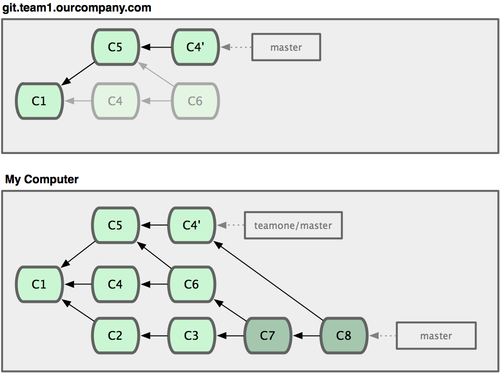 git.team1.ourcompany.com
C5 C4' master
C1 C4 C6
My Computer
C5 C4' teamone/master
C1 C4 C6
C2 C3 C7 C8 master